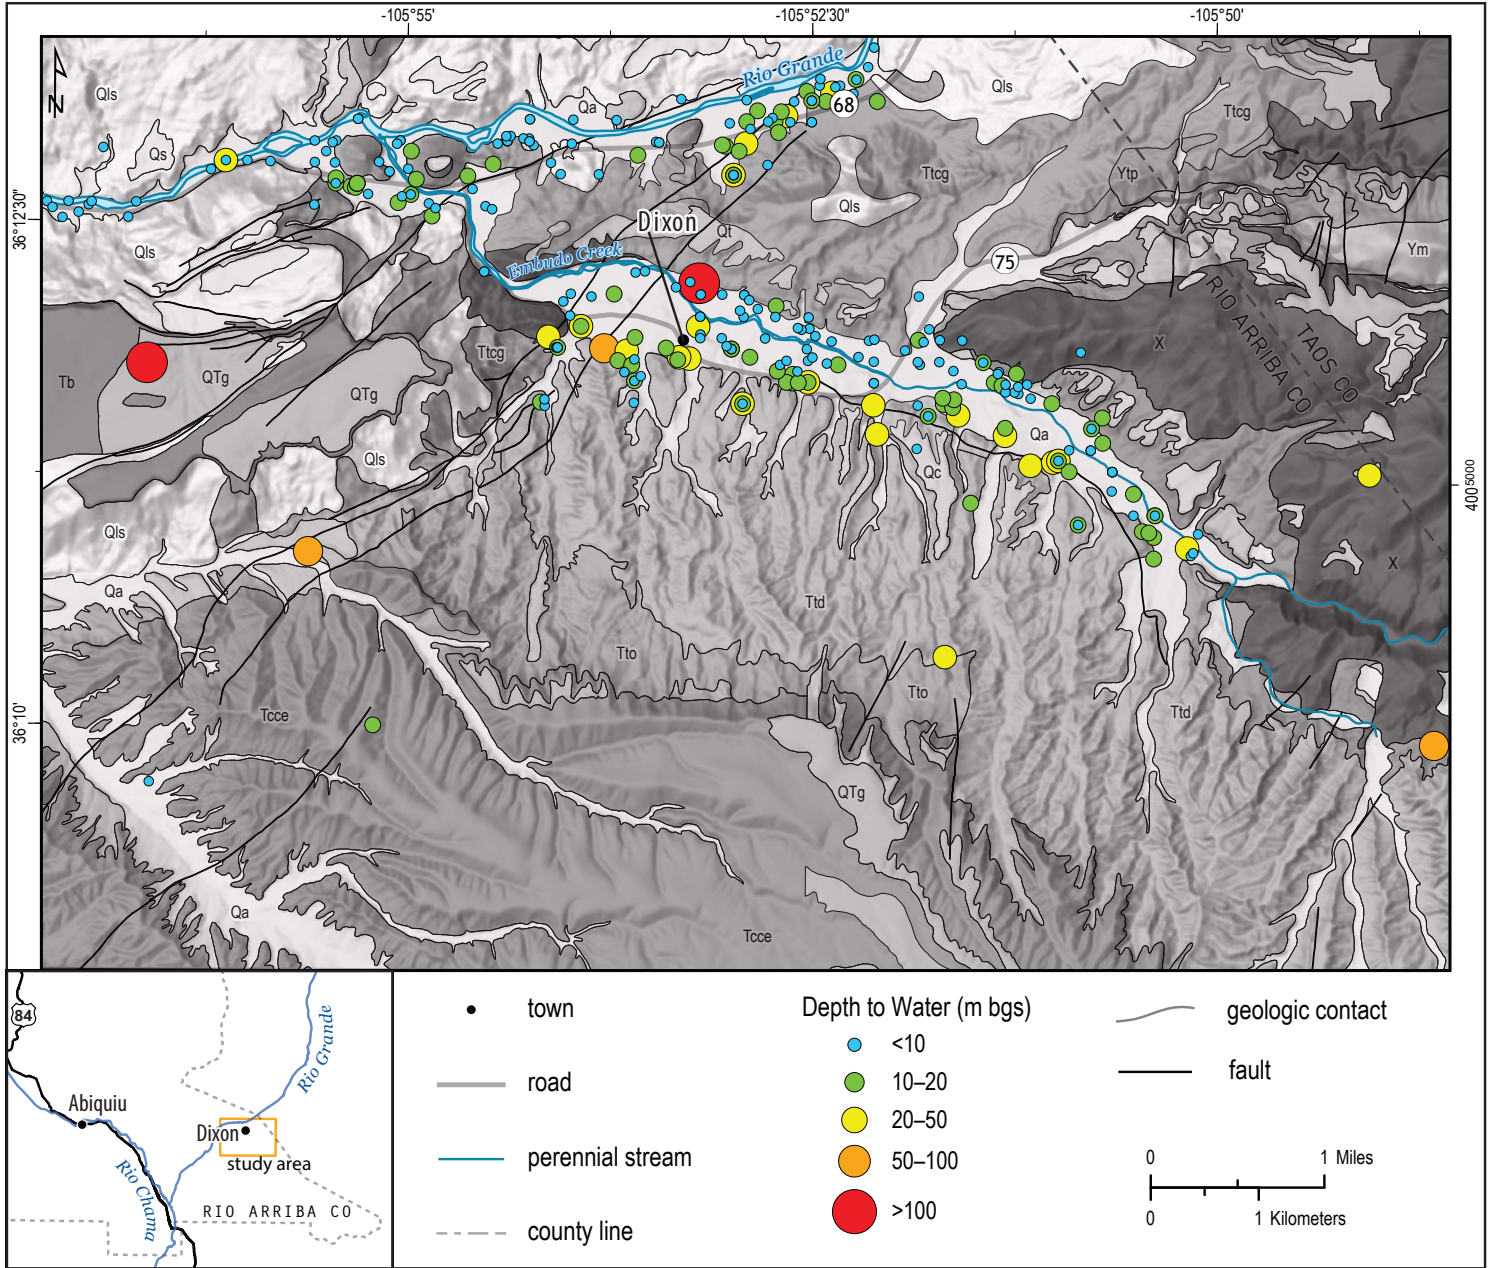 -105°55'
-105°52'30"
-105°50'
36°12'30"
36°10'
4005000
N
Qls
Qs
Qls
Qa
Rio Grande
68
Qls
Ttcg
Ytp
Ttcg
Qls
Dixon
Qt
Embudo Creek
75
Ym
RIO ARRIBA CO
TAOS CO
X
Tb
QTg
QTg
Ttcg
Qls
Qls
Qa
Qc
X
Qa
Ttd
Tto
Tto
Ttd
Tcce
QTg
Qa
Tcce
84
Abiquiu
Rio Grande
Dixon
study area
Rio Chama
RIO ARRIBA CO
town
road
perennial stream
county line
Depth to Water (m bgs)
<10
10–20
20–50
50–100
>100
geologic contact
fault
0 1 Miles
0 1 Kilometers